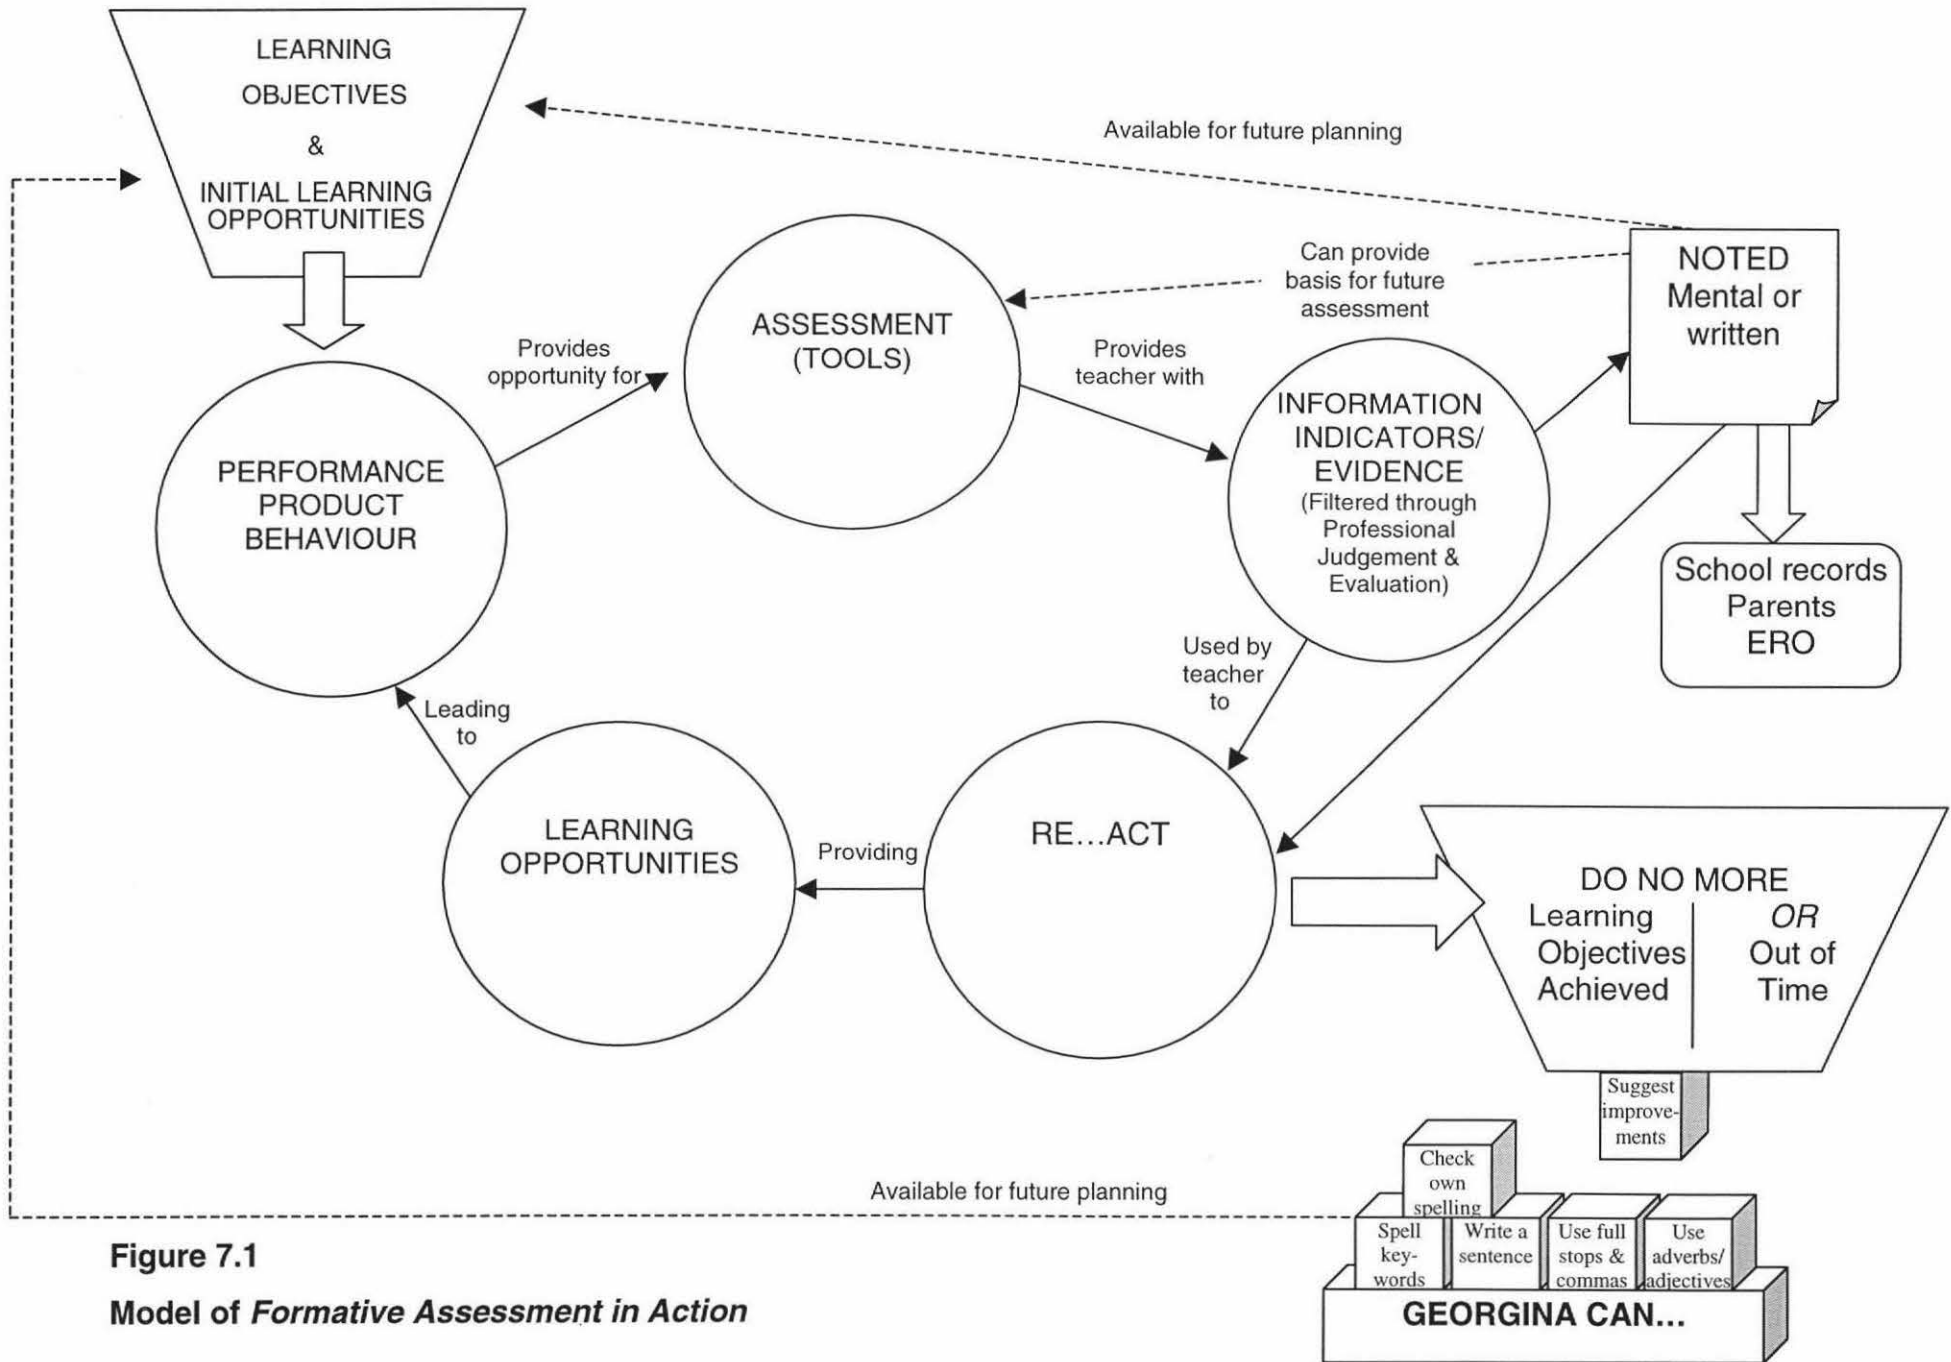 LEARNING
OBJECTIVES
&
INITIAL LEARNING
OPPORTUNITIES
Available for future planning
Can provide
basis for future
assessment
NOTED
Mental or
written
ASSESSMENT
(TOOLS)
Provides
opportunity for
Provides
teacher with
INFORMATION
INDICATORS/
EVIDENCE
(Filtered through
Professional
Judgement &
Evaluation)
PERFORMANCE
PRODUCT
BEHAVIOUR
School records
Parents
ERO
Used by
teacher
to
Leading
to
LEARNING
OPPORTUNITIES
Providing
RE...ACT
DO NO MORE
Learning
Objectives
Achieved
OR
Out of
Time
Suggest
improve-
ments
Check
own
spelling
Available for future planning
Spell
key-
words
Write a
sentence
Use full
stops &
commas
Use
adverbs/
adjectives
GEORGINA CAN...
Figure 7.1
Model of Formative Assessment in Action